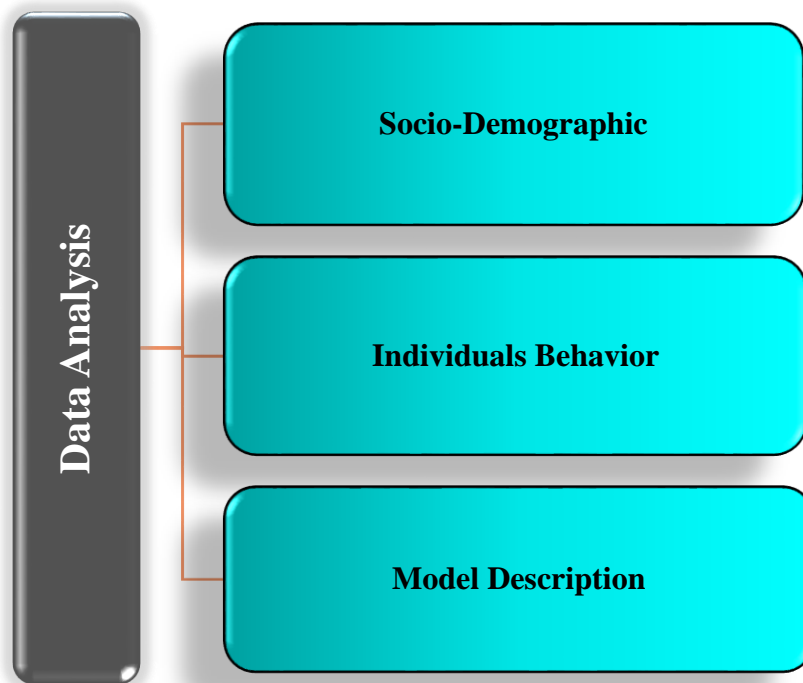 Data Analysis
Socio-Demographic
Individuals Behavior
Model Description